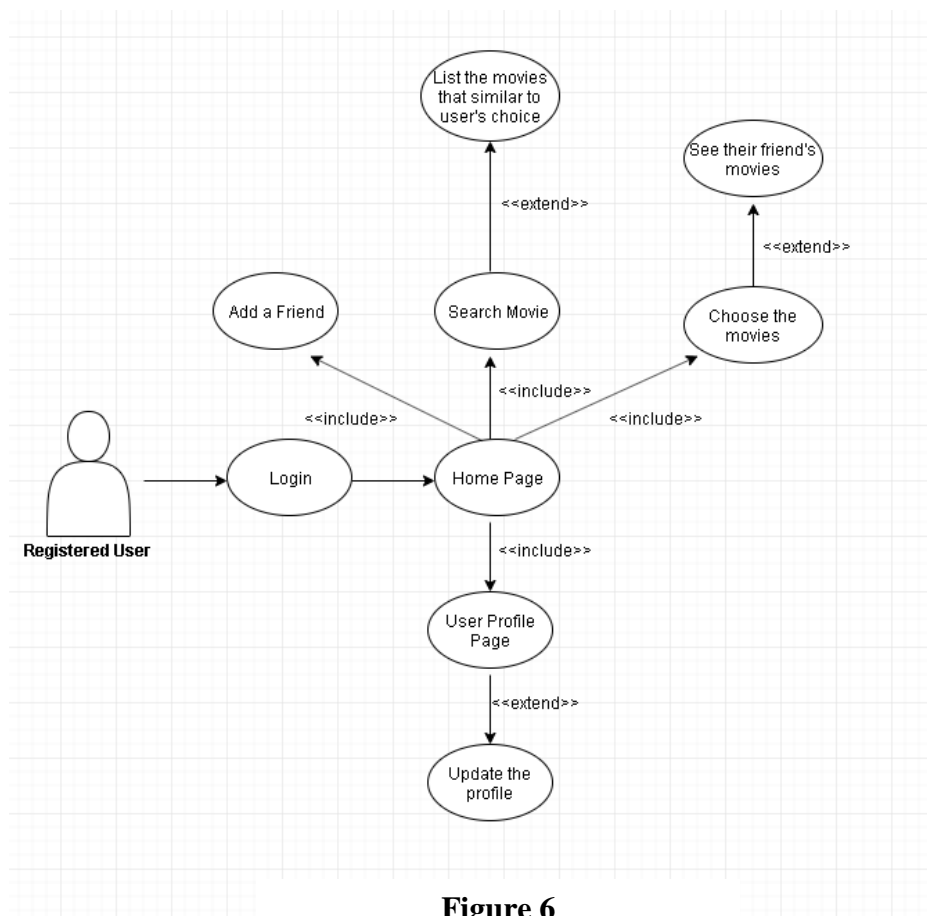 List the movies
that similar to
user's choice
See their friend's
movies
<<extend>>
<<extend>>
Add a Friend
Search Movie
Choose the
movies
<<include>>
<<include>>
<<include>>
Login
Home Page
Registered User
<<include>>
User Profile
Page
<<extend>>
Update the
profile
Figure 6